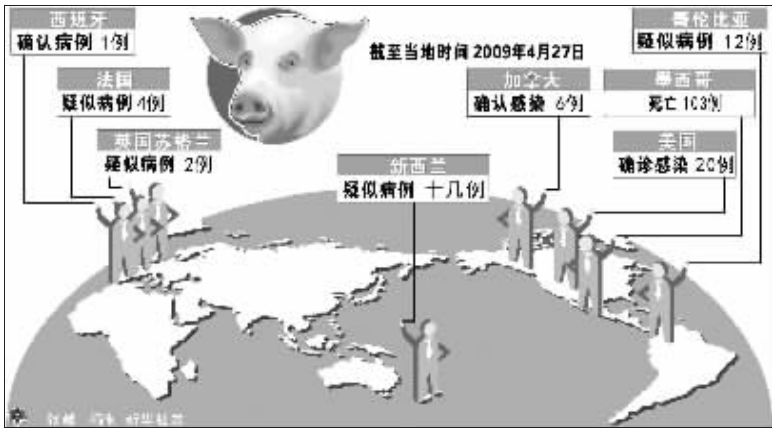 西班牙
确认病例 1例
法国
疑似病例 4例
英国苏格兰
疑似病例 2例
截至当地时间 2009年4月27日
新西兰
疑似病例 十几例
加拿大
确认感染 6例
哥伦比亚
疑似病例 12例
墨西哥
死亡 103例
美国
确诊感染 20例